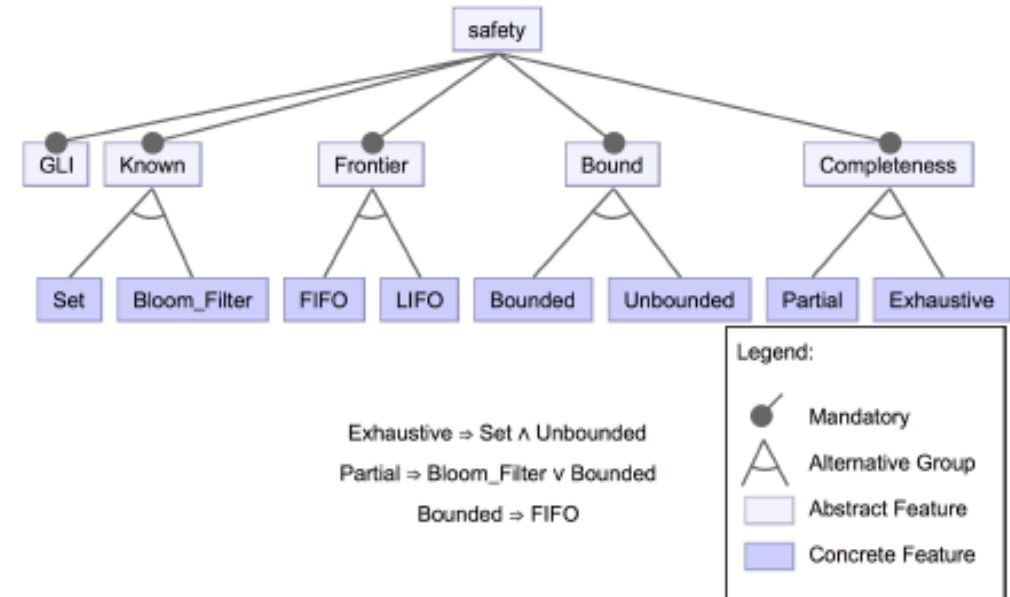 safety
GLI
Known
Frontier
Bound
Completeness
Set
Bloom_Filter
FIFO
LIFO
Bounded
Unbounded
Partial
Exhaustive
Legend:
Mandatory
Alternative Group
Abstract Feature
Concrete Feature
Exhaustive ⇒ Set ∧ Unbounded
Partial ⇒ Bloom_Filter ∨ Bounded
Bounded ⇒ FIFO